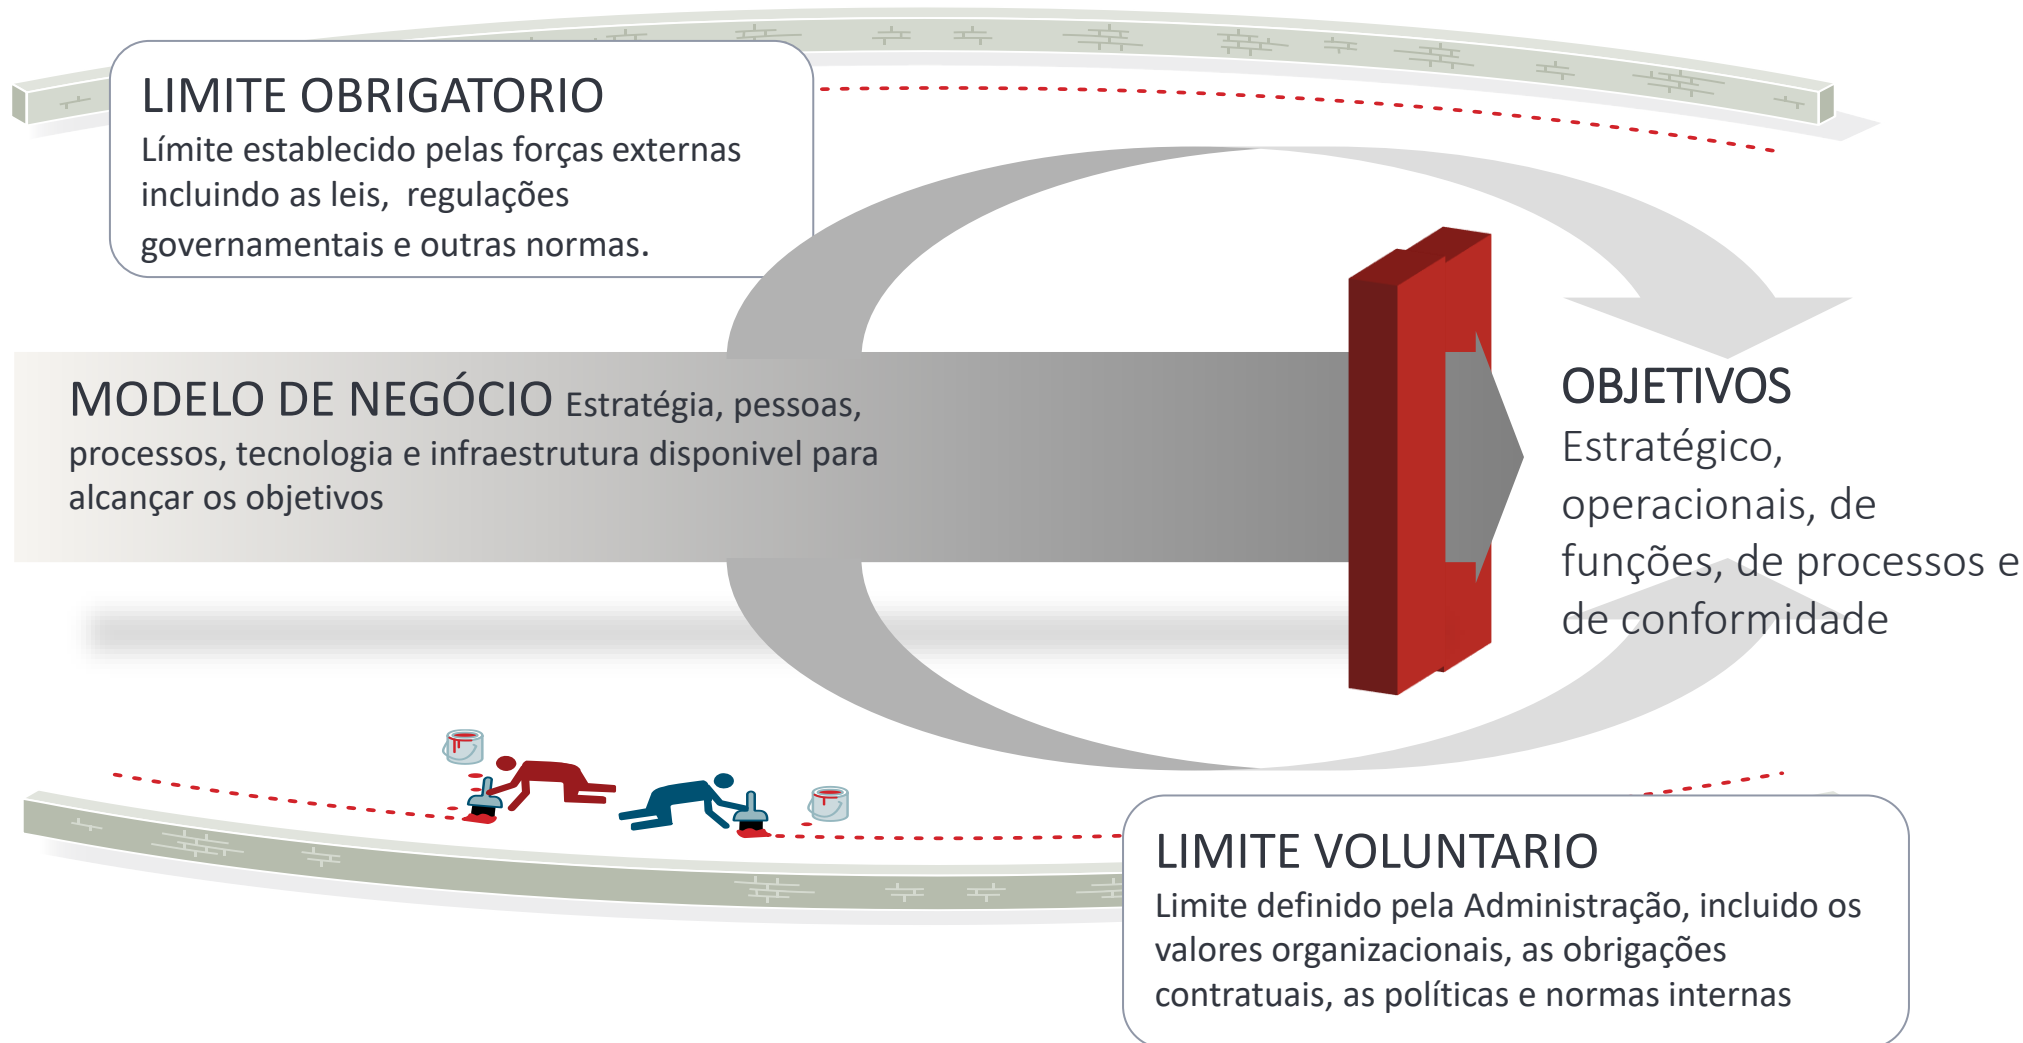 LIMITE OBRIGATORIO
Límite establecido pelas forças externas
incluindo as leis, regulações
governamentais e outras normas.
MODELO DE NEGÓCIO Estratégia, pessoas,
processos, tecnologia e infraestrutura disponivel para
alcançar os objetivos
OBJETIVOS
Estratégico,
operacionais, de
funções, de processos e
de conformidade
LIMITE VOLUNTARIO
Limite definido pela Administração, incluido os
valores organizacionais, as obrigações
contratuais, as políticas e normas internas